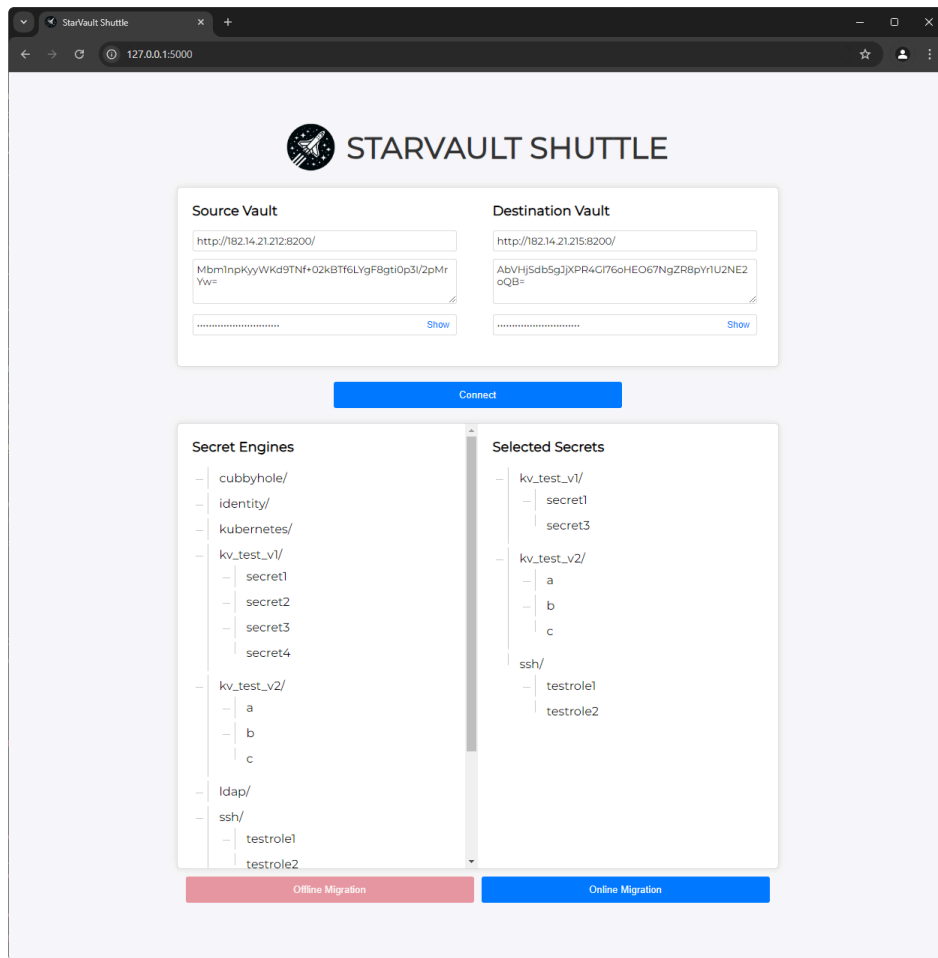 StarVault Shuttle
127.0.0.1:5000
STARVAULT SHUTTLE
Source Vault
http://182.14.21.212:8200/
Mbm1npKyyWKd9TNf+02kBTf6LYgF8gti0p3l/2pMr
Yw=
Show
Destination Vault
http://182.14.21.215:8200/
AbVHjSdb5gJjXPR4Gl76oHEO67NgZR8pYr1U2NE2
oQB=
Show
Connect
Secret Engines
cubbyhole/
identity/
kubernetes/
kv_test_v1/
secret1
secret2
secret3
secret4
kv_test_v2/
a
b
c
ldap/
ssh/
testrole1
testrole2
Selected Secrets
kv_test_v1/
secret1
secret3
kv_test_v2/
a
b
c
ssh/
testrole1
testrole2
Offline Migration
Online Migration